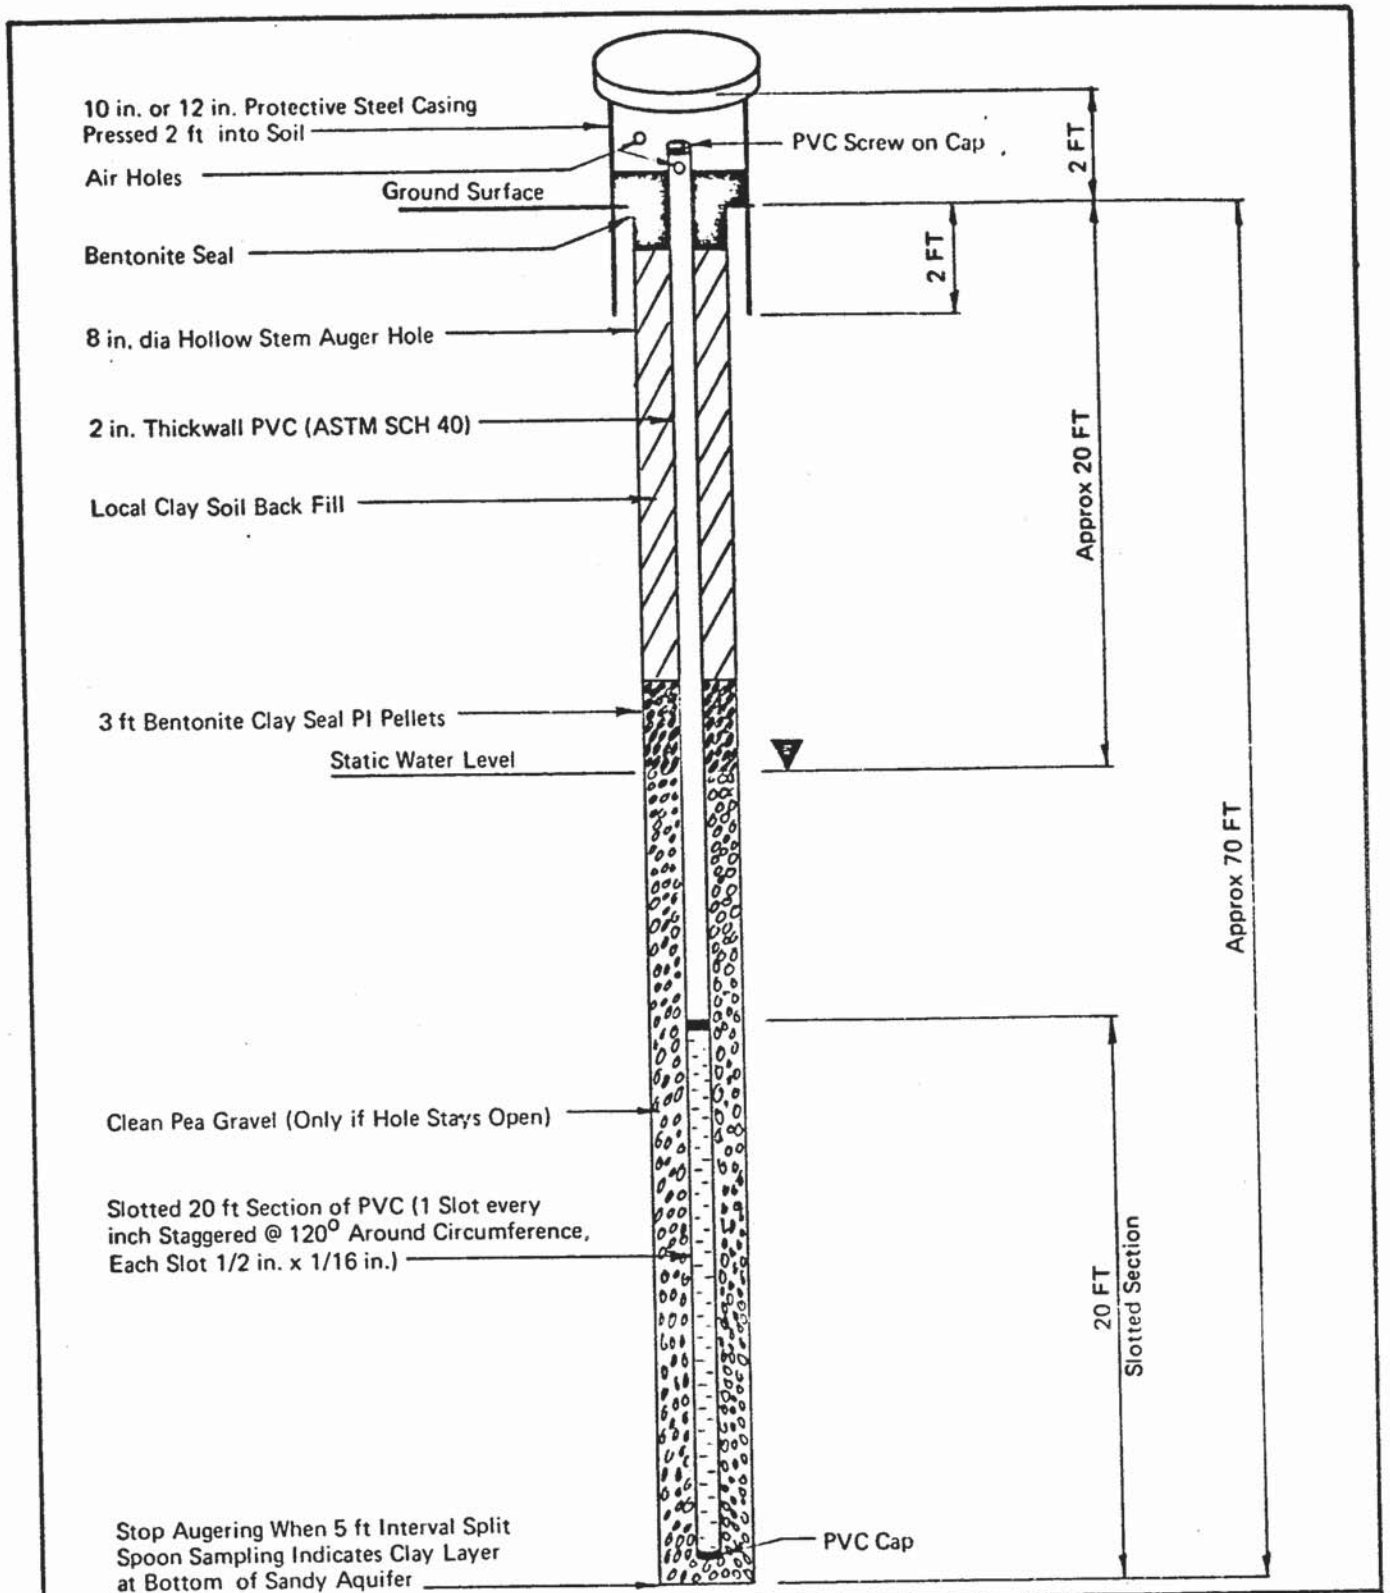 10 in. or 12 in. Protective Steel Casing
Pressed 2 ft into Soil
Air Holes
Ground Surface
Bentonite Seal
8 in. dia Hollow Stem Auger Hole
2 in. Thickwall PVC (ASTM SCH 40)
Local Clay Soil Back Fill
3 ft Bentonite Clay Seal PI Pellets
Static Water Level
Clean Pea Gravel (Only if Hole Stays Open)
Slotted 20 ft Section of PVC (1 Slot every
inch Staggered @ 120° Around Circumference,
Each Slot 1/2 in. x 1/16 in.)
Stop Augering When 5 ft Interval Split
Spoon Sampling Indicates Clay Layer
at Bottom of Sandy Aquifer
PVC Screw on Cap
2 FT
2 FT
Approx 20 FT
Approx 70 FT
20 FT
Slotted Section
PVC Cap